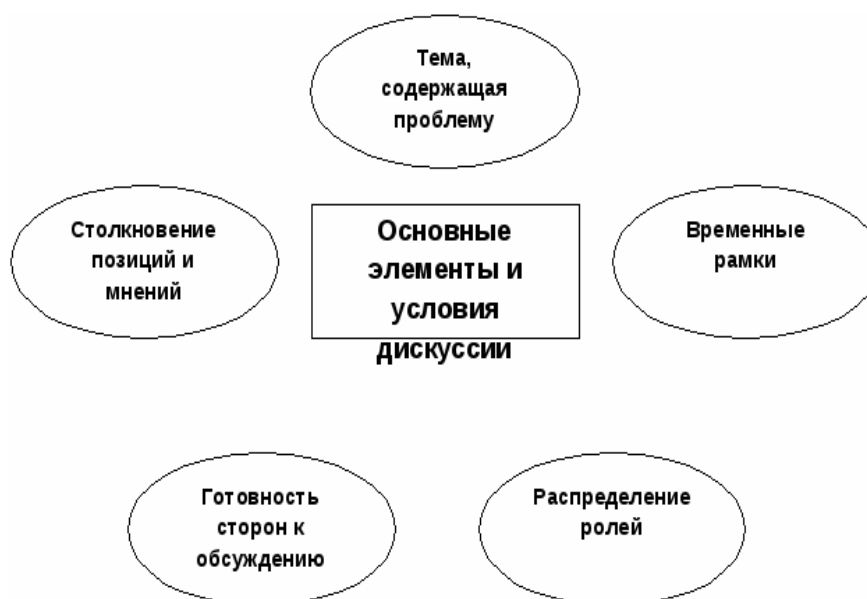 Тема,
содержащая
проблему
Столкновение
позиций и
мнений
Основные
элементы и
условия
дискуссии
Временные
рамки
Готовность
сторон к
обсуждению
Распределение
ролей